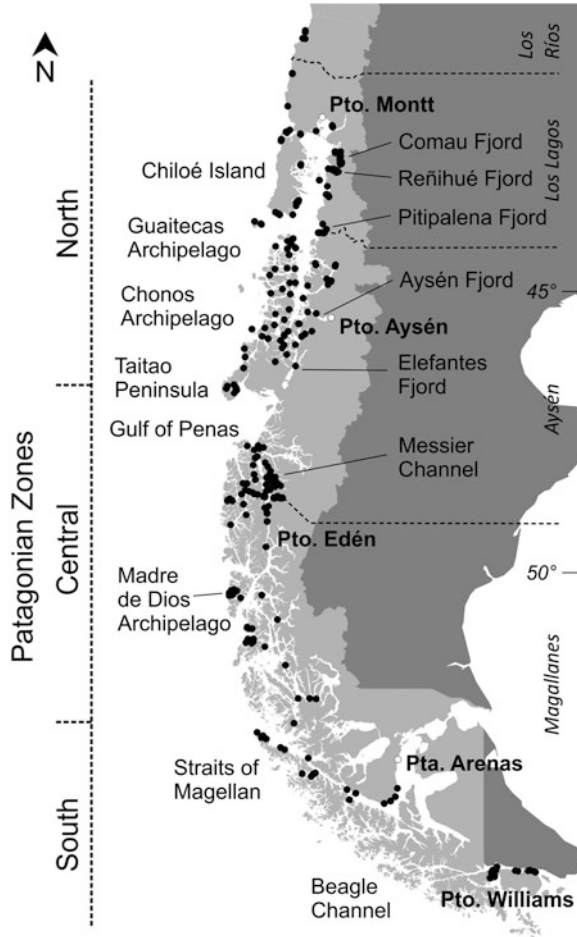 N
Los
Ríos
Pto. Montt
Comau Fjord
Chiloé Island
Reñihué Fjord
Los Lagos
North
Guaitecas
Archipelago
Pitipalena Fjord
Aysén Fjord
45°
Chonos
Archipelago
Pto. Aysén
Taitao
Peninsula
Elefantes
Fjord
Aysén
Gulf of Penas
Messier
Channel
Patagonian Zones
Central
Pto. Edén
50°
Madre
de Dios
Archipelago
Magallanes
Pta. Arenas
Straits of
Magellan
South
Beagle
Channel
Pto. Williams